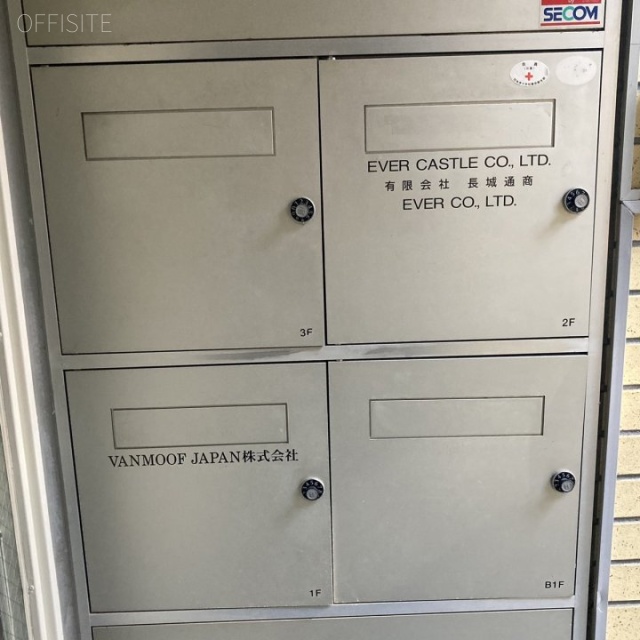 OFFISITE
SECOM
EVER CASTLE CO., LTD.
有限会社 長城通商
EVER CO., LTD.
3F
2F
VANMOOF JAPAN株式会社
1F
B1F